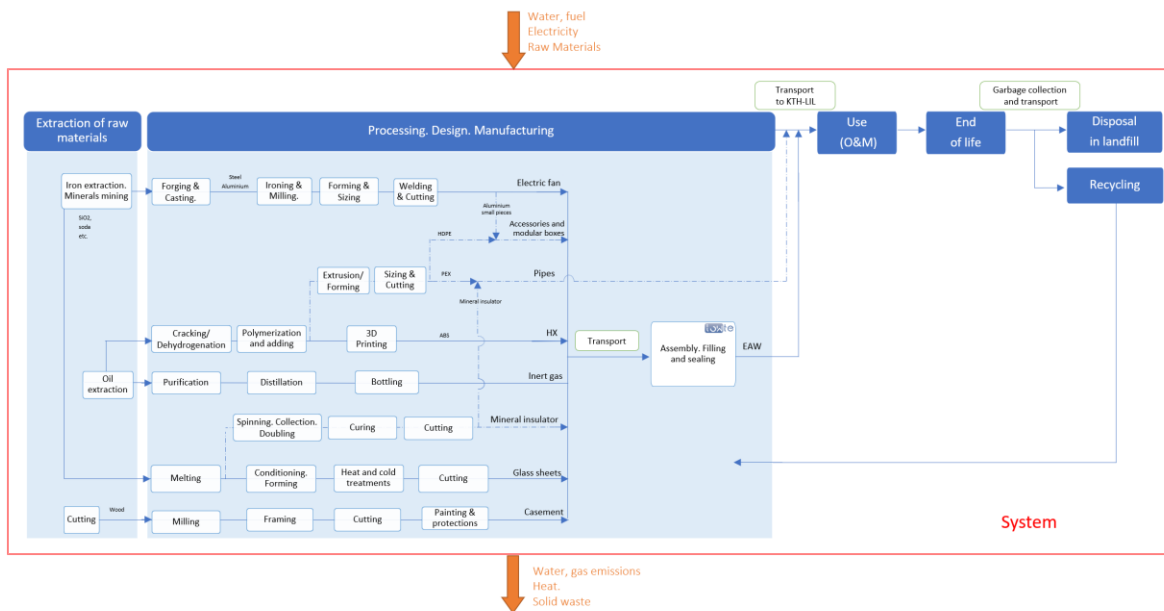 Water, fuel
Electricity
Raw Materials
Transport
to KTH-LIL
Garbage collection
and transport
Extraction of raw
materials
Processing. Design. Manufacturing
Use
(O&M)
End
of life
Disposal
in landfill
Recycling
Iron extraction.
Minerals mining
SiO2,
soda
etc.
Forging &
Casting.
Steel
Aluminium
Ironing &
Milling.
Forming &
Sizing
Welding
& Cutting
Electric fan
Aluminium
small pieces
Accessories and
modular boxes
HDPE
Extrusion/
Forming
Sizing &
Cutting
PEX
Pipes
Mineral insulator
Cracking/
Dehydrogenation
Polymerization
and adding
3D
Printing
ABS
HX
Transport
Assembly. Filling
and sealing
EAW
Oil
extraction
Purification
Distillation
Bottling
Inert gas
Spinning. Collection.
Doubling
Curing
Cutting
Mineral insulator
Melting
Conditioning.
Forming
Heat and cold
treatments
Cutting
Glass sheets
Cutting
Wood
Milling
Framing
Cutting
Painting &
protections
Casement
System
Water, gas emissions
Heat.
Solid waste